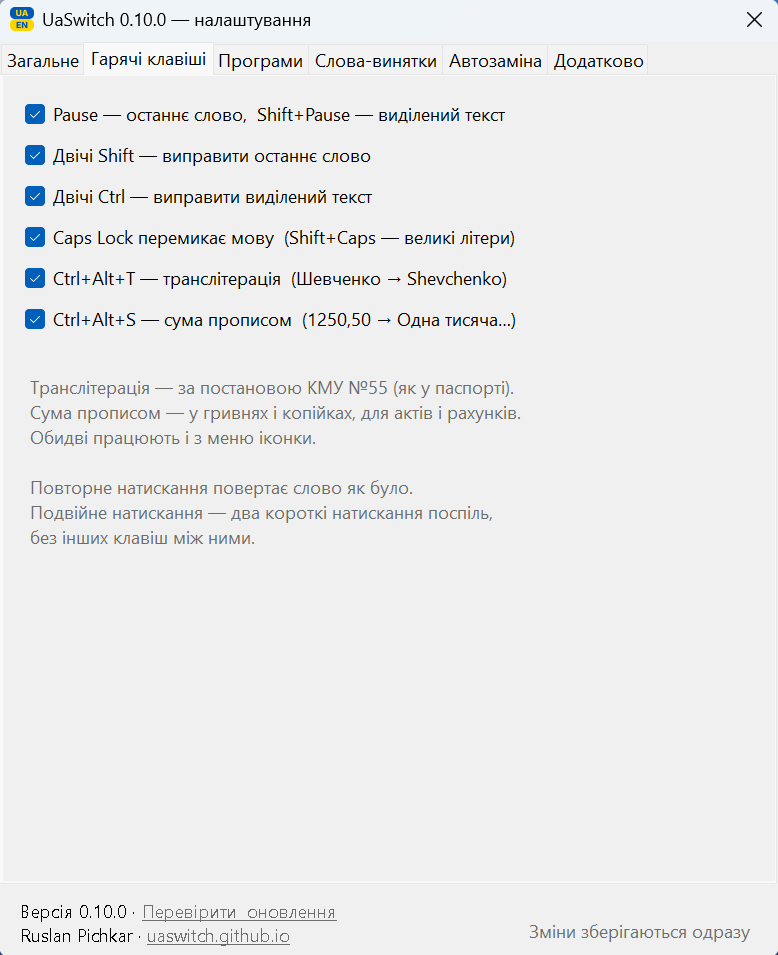 UA
EN
UaSwitch 0.10.0 — налаштування
Загальне Гарячі клавіші Програми Слова-винятки Автозаміна Додатково
Pause — останнє слово, Shift+Pause — виділений текст
Двічі Shift — виправити останнє слово
Двічі Ctrl — виправити виділений текст
Caps Lock перемикає мову (Shift+Caps — великі літери)
Ctrl+Alt+T — транслітерація (Шевченко → Shevchenko)
Ctrl+Alt+S — сума прописом (1250,50 → Одна тисяча…)
Транслітерація — за постановою КМУ №55 (як у паспорті).
Сума прописом — у гривнях і копійках, для актів і рахунків.
Обидві працюють і з меню іконки.
Повторне натискання повертає слово як було.
Подвійне натискання — два короткі натискання поспіль,
без інших клавіш між ними.
Версія 0.10.0 · Перевірити оновлення
Ruslan Pichkar · uaswitch.github.io
Зміни зберігаються одразу